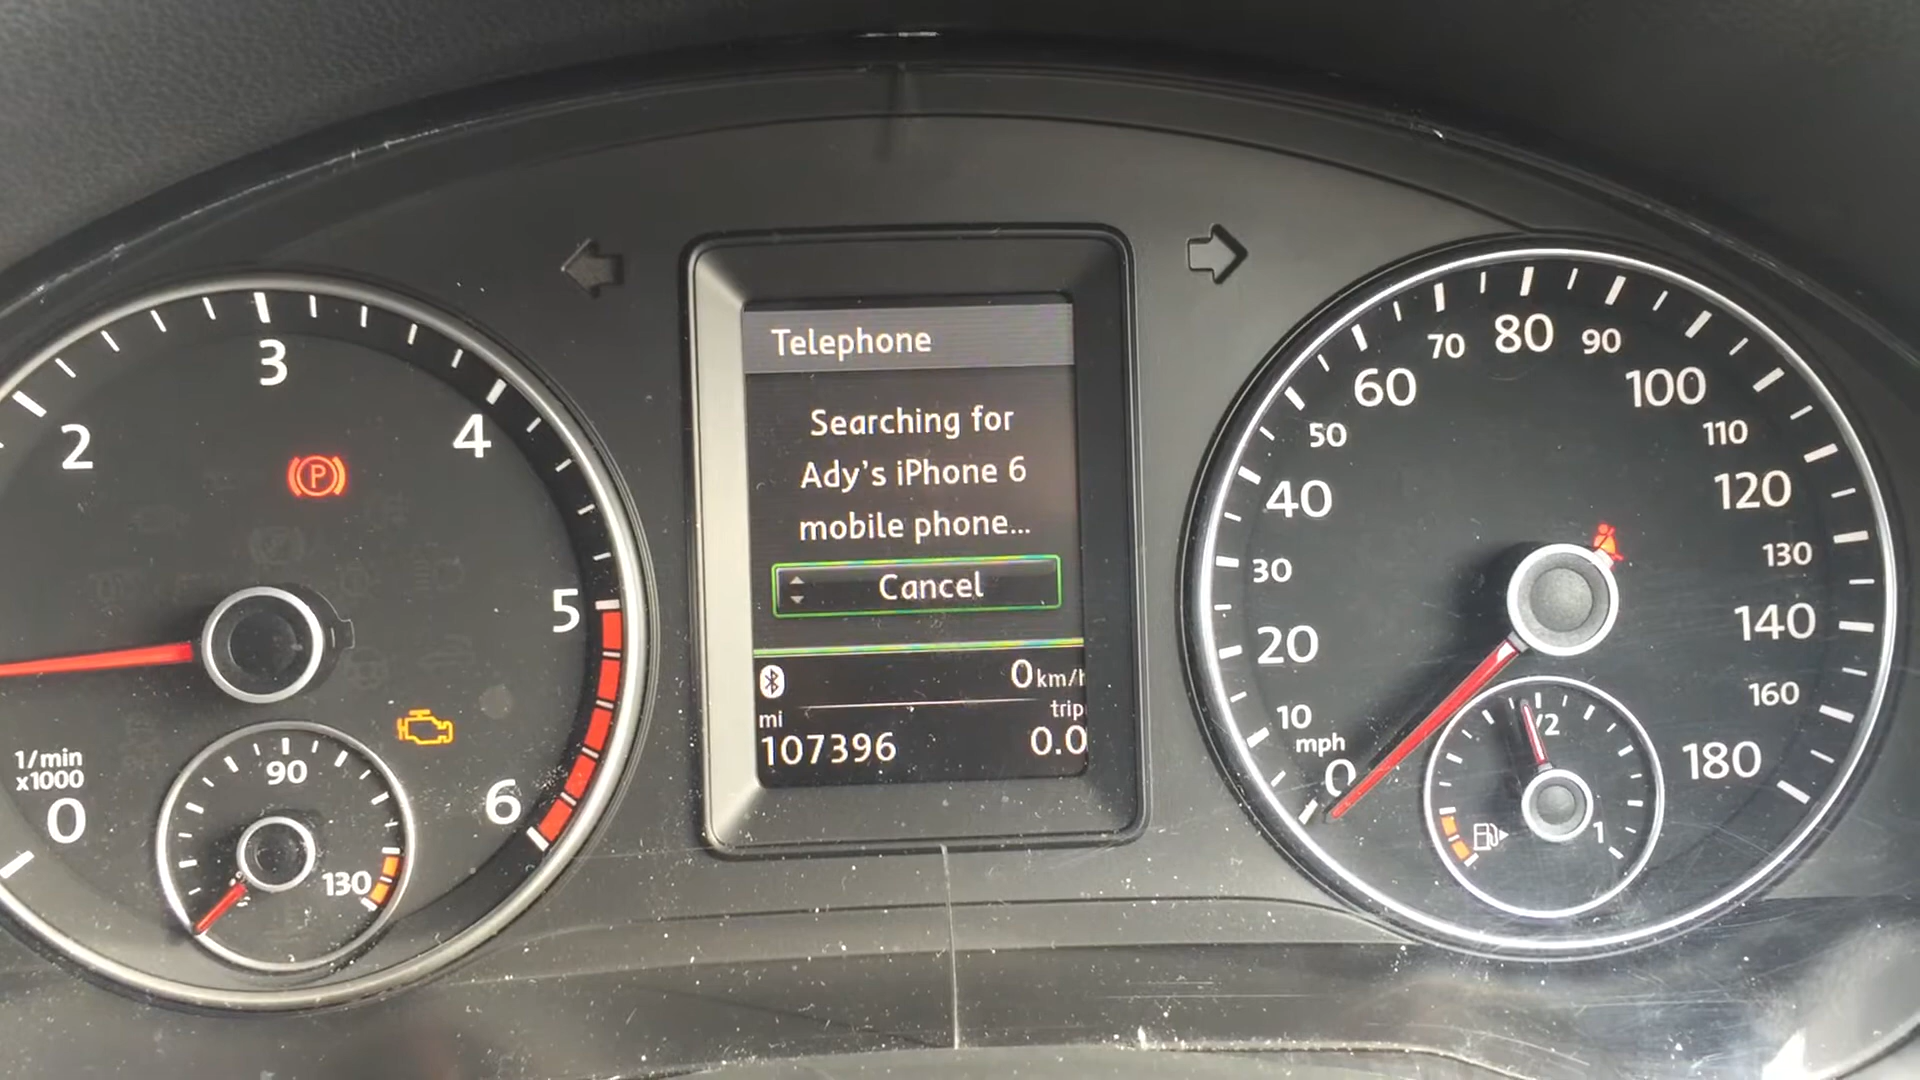 2
3
4
5
6
0
1/min
x1000
90
130
Telephone
Searching for
Ady's iPhone 6
mobile phone...
Cancel
0 km/h
mi
trip
107396
0.0
0
mph
10
20
30
40
50
60
70
80
90
100
110
120
130
140
160
180
1/2
1
P